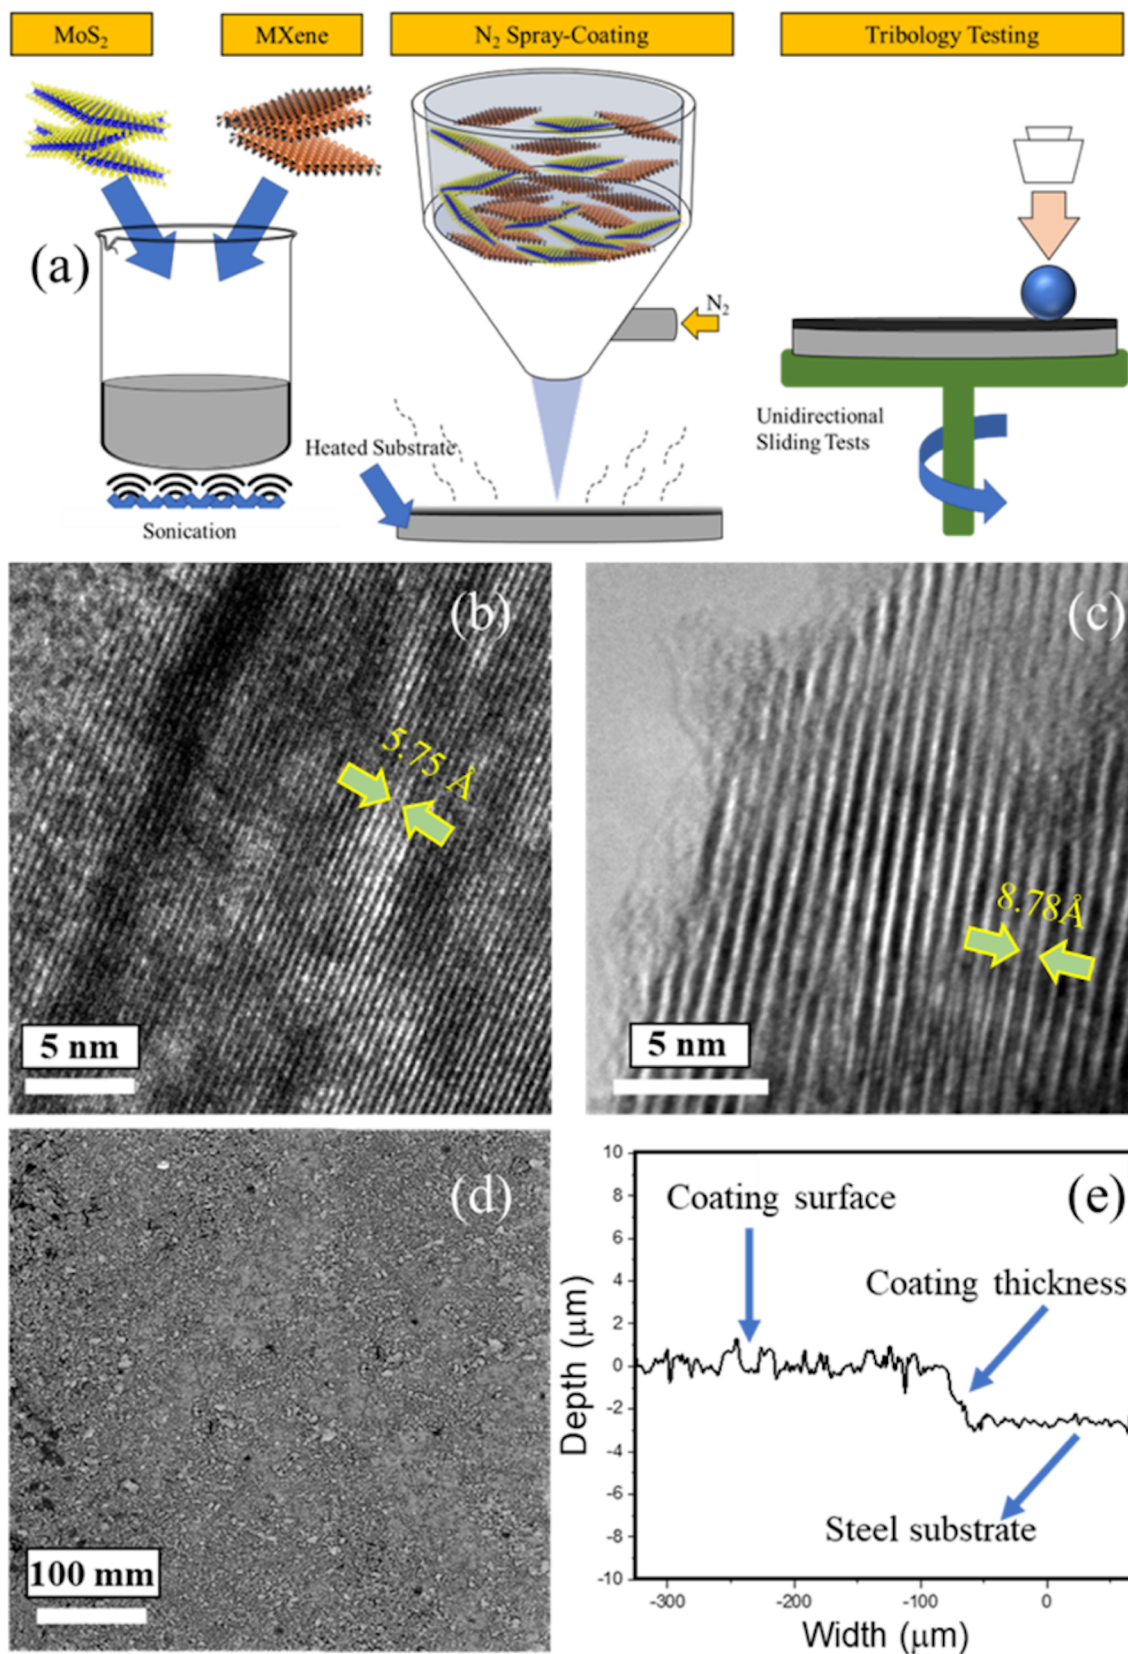 MoS₂
MXene
N₂ Spray-Coating
Tribology Testing
(a)
N₂
Heated Substrate
Sonication
Unidirectional
Sliding Tests
(b)
5.75 Å
5 nm
(c)
8.78Å
5 nm
(d)
100 mm
(e)
Coating surface
Coating thickness
Steel substrate
10
8
6
4
2
0
-2
-4
-6
-8
-10
Depth (μm)
-300
-200
-100
0
Width (μm)